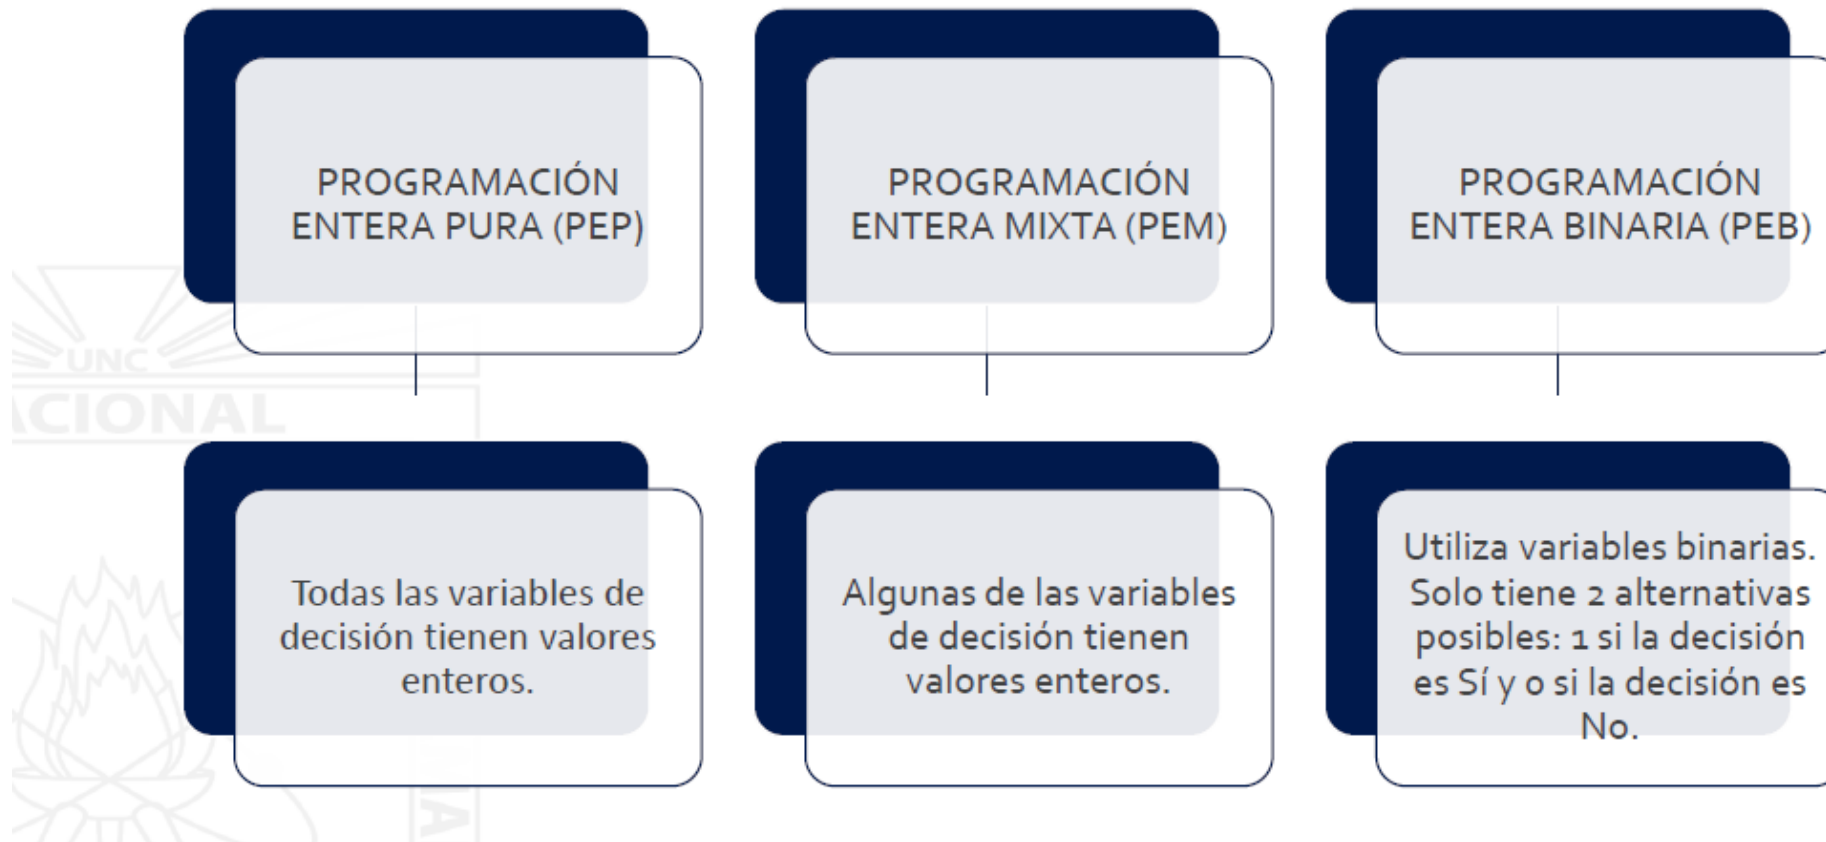 PROGRAMACIÓN
ENTERA PURA (PEP)
PROGRAMACIÓN
ENTERA MIXTA (PEM)
PROGRAMACIÓN
ENTERA BINARIA (PEB)
UNC
ACIONAL
Todas las variables de
decisión tienen valores
enteros.
Algunas de las variables
de decisión tienen
valores enteros.
Utiliza variables binarias.
Solo tiene 2 alternativas
posibles: 1 si la decisión
es Sí y 0 si la decisión es
No.